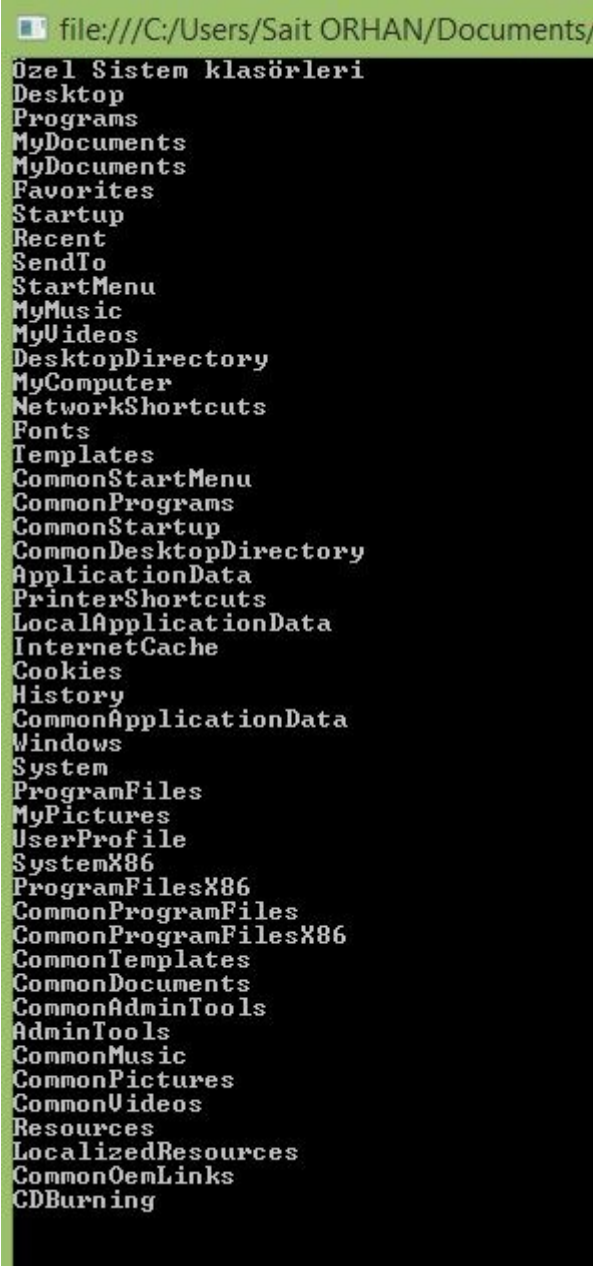 file:///C:/Users/Sait ORHAN/Documents/
Özel Sistem klasörleri
Desktop
Programs
MyDocuments
MyDocuments
Favorites
Startup
Recent
SendTo
StartMenu
MyMusic
MyVideos
DesktopDirectory
MyComputer
NetworkShortcuts
Fonts
Templates
CommonStartMenu
CommonPrograms
CommonStartup
CommonDesktopDirectory
ApplicationData
PrinterShortcuts
LocalApplicationData
InternetCache
Cookies
History
CommonApplicationData
Windows
System
ProgramFiles
MyPictures
UserProfile
SystemX86
ProgramFilesX86
CommonProgramFiles
CommonProgramFilesX86
CommonTemplates
CommonDocuments
CommonAdminTools
AdminTools
CommonMusic
CommonPictures
CommonVideos
Resources
LocalizedResources
CommonOemLinks
CDBurning